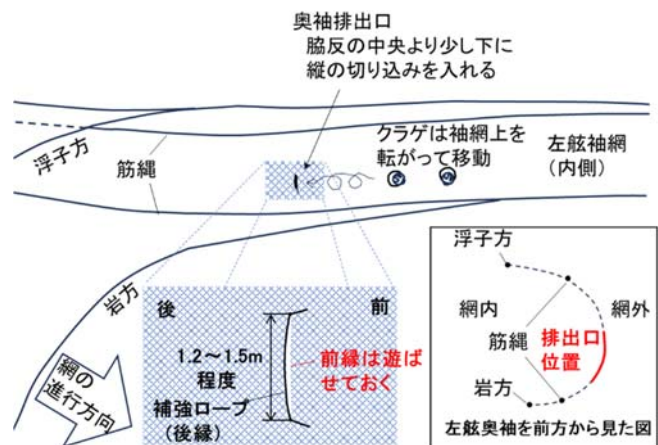 奥袖排出口
脇反の中央より少し下に
縦の切り込みを入れる
クラゲは袖網上を
転がって移動
左舷袖網
（内側）
浮子方
筋縄
岩方
後
前
1.2～1.5m
程度
補強ロープ
（後縁）
前縁は遊ば
せておく
網の
進行方向
浮子方
網内
網外
筋縄
排出口
位置
岩方
左舷奥袖を前方から見た図